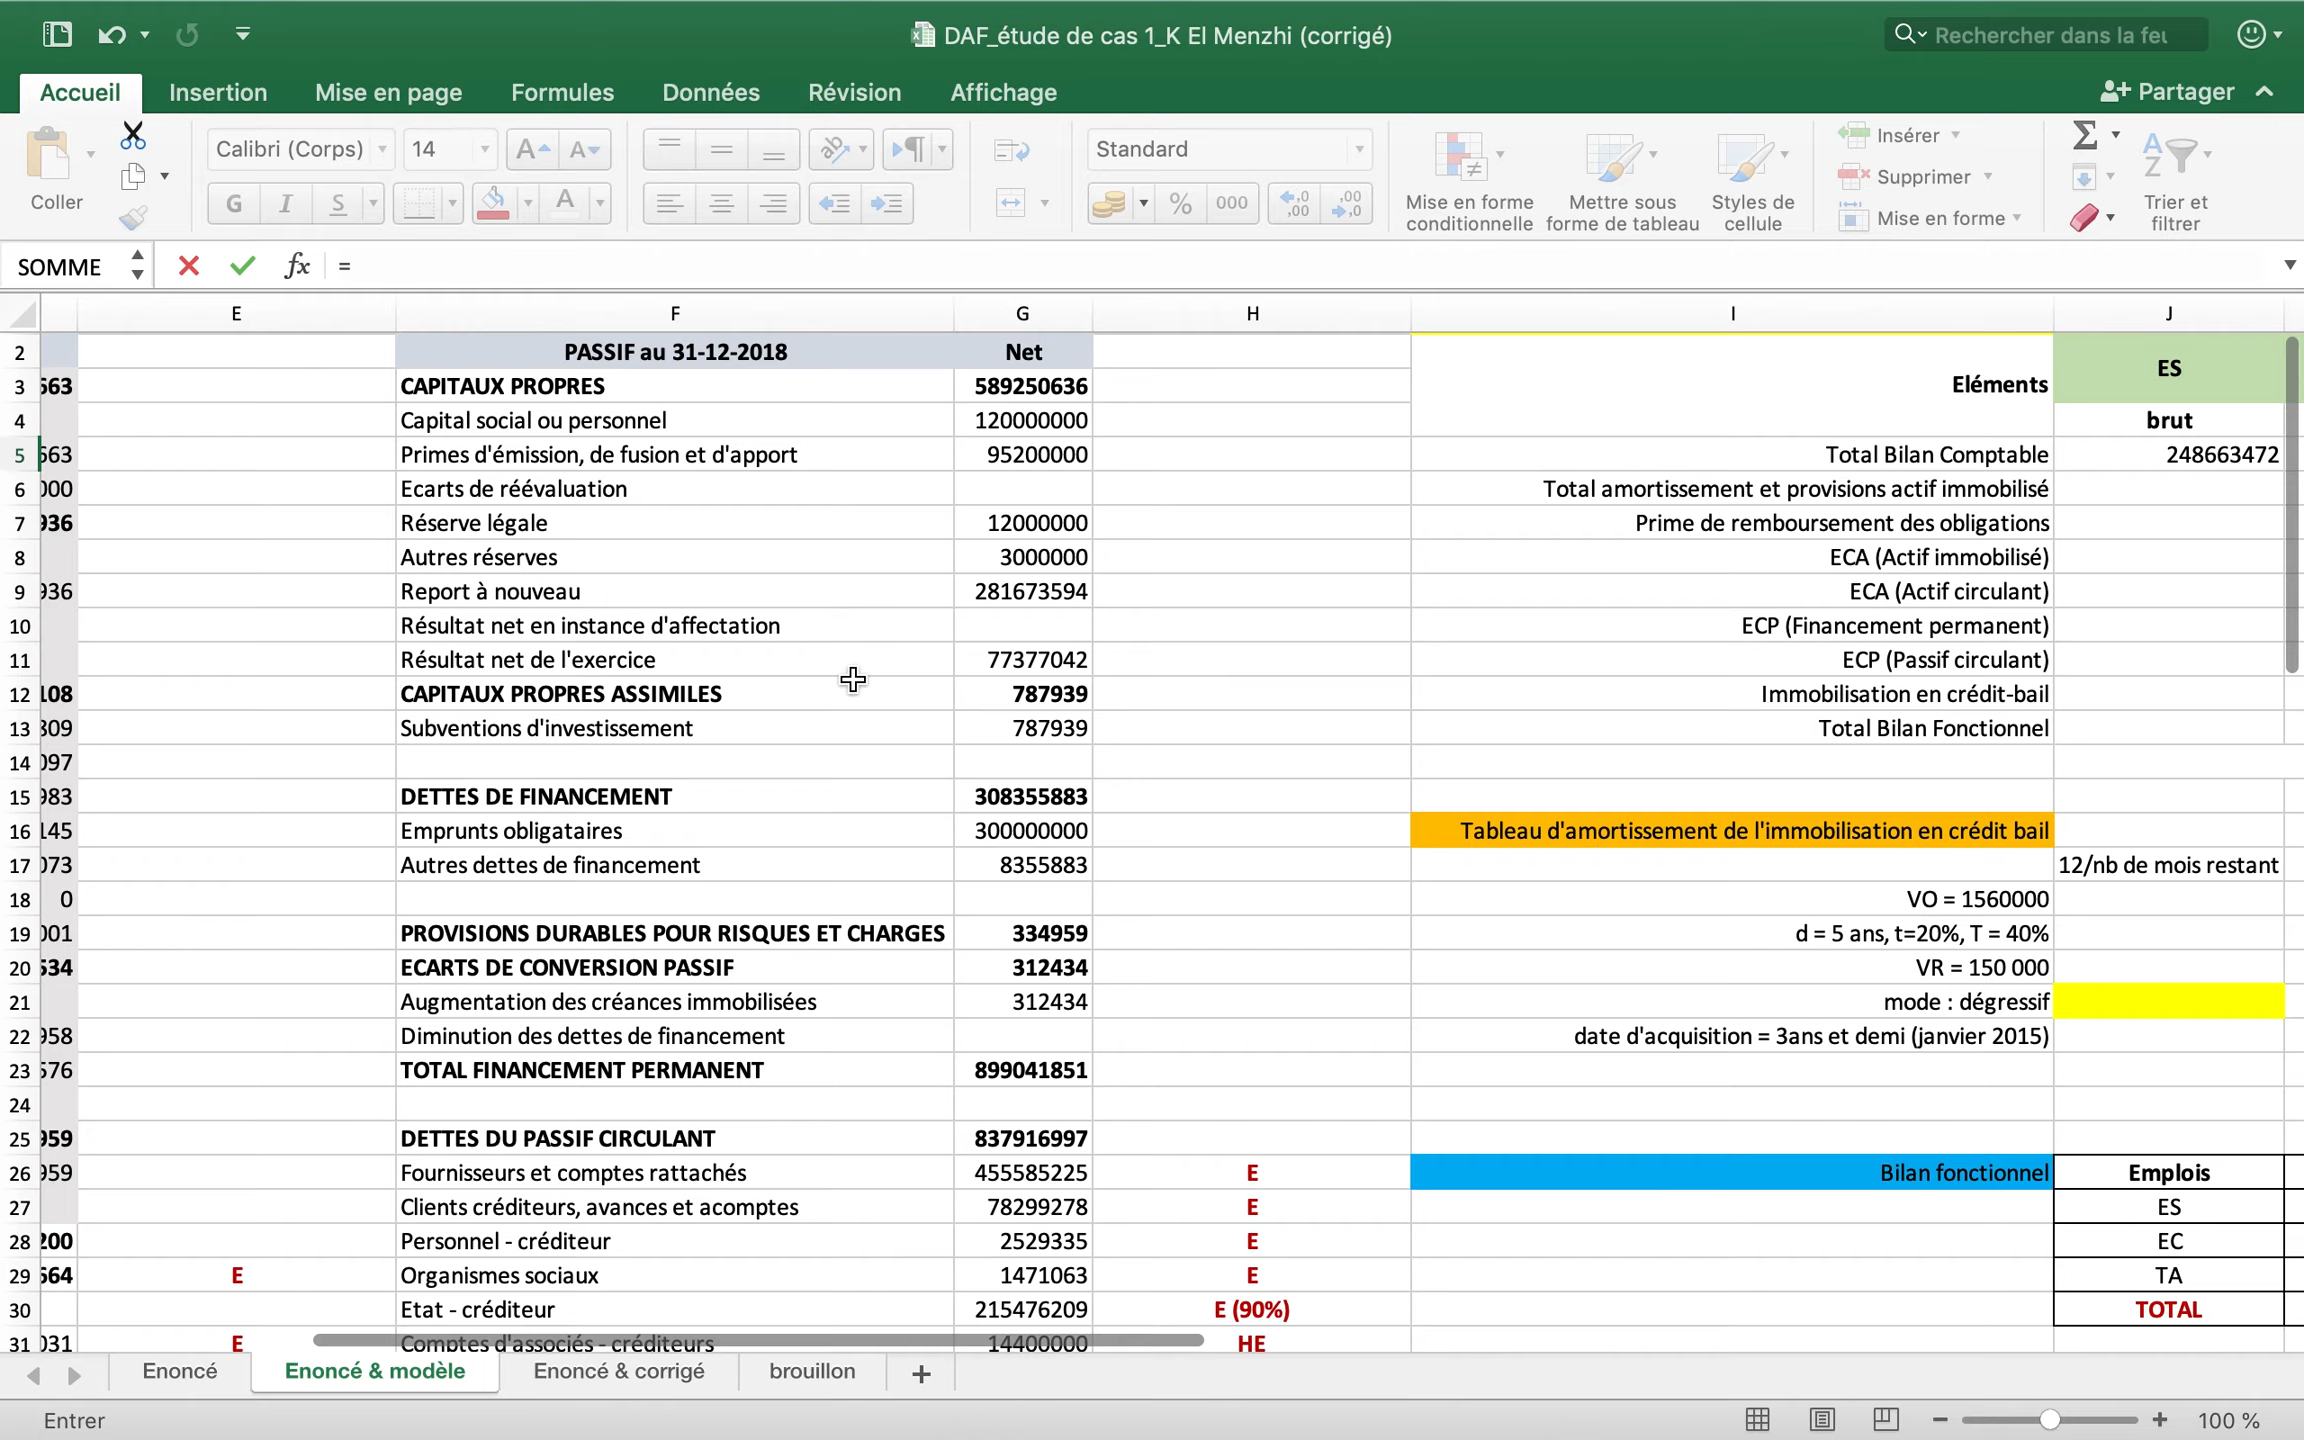 DAF_étude de cas 1_K El Menzhi (corrigé)
Rechercher dans la feu
Accueil Insertion Mise en page Formules Données Révision Affichage Partager
Coller
Calibri (Corps) 14
G I S
Standard
% 000
Mise en forme conditionnelle
Mettre sous forme de tableau
Styles de cellule
Insérer
Supprimer
Mise en forme
Trier et filtrer
SOMME fx =
E F G H I J
2 PASSIF au 31-12-2018 Net ES
3 563 CAPITAUX PROPRES 589250636 Eléments
4 Capital social ou personnel 120000000 brut
5 563 Primes d'émission, de fusion et d'apport 95200000 Total Bilan Comptable 248663472
6 000 Ecarts de réévaluation Total amortissement et provisions actif immobilisé
7 936 Réserve légale 12000000 Prime de remboursement des obligations
8 Autres réserves 3000000 ECA (Actif immobilisé)
9 936 Report à nouveau 281673594 ECA (Actif circulant)
10 Résultat net en instance d'affectation ECP (Financement permanent)
11 Résultat net de l'exercice 77377042 ECP (Passif circulant)
12 108 CAPITAUX PROPRES ASSIMILES 787939 Immobilisation en crédit-bail
13 309 Subventions d'investissement 787939 Total Bilan Fonctionnel
14 097
15 983 DETTES DE FINANCEMENT 308355883
16 145 Emprunts obligataires 300000000 Tableau d'amortissement de l'immobilisation en crédit bail
17 073 Autres dettes de financement 8355883 12/nb de mois restant
18 0 VO = 1560000
19 001 PROVISIONS DURABLES POUR RISQUES ET CHARGES 334959 d = 5 ans, t=20%, T = 40%
20 534 ECARTS DE CONVERSION PASSIF 312434 VR = 150 000
21 Augmentation des créances immobilisées 312434 mode : dégressif
22 958 Diminution des dettes de financement date d'acquisition = 3ans et demi (janvier 2015)
23 576 TOTAL FINANCEMENT PERMANENT 899041851
24
25 959 DETTES DU PASSIF CIRCULANT 837916997
26 959 Fournisseurs et comptes rattachés 455585225 E Bilan fonctionnel Emplois
27 Clients créditeurs, avances et acomptes 78299278 E ES
28 200 Personnel - créditeur 2529335 E EC
29 564 E Organismes sociaux 1471063 E TA
30 Etat - créditeur 215476209 E (90%) TOTAL
31 031 E Comptes d'associés - créditeurs 14400000 HE
Enoncé Enoncé & modèle Enoncé & corrigé brouillon +
Entrer 100 %